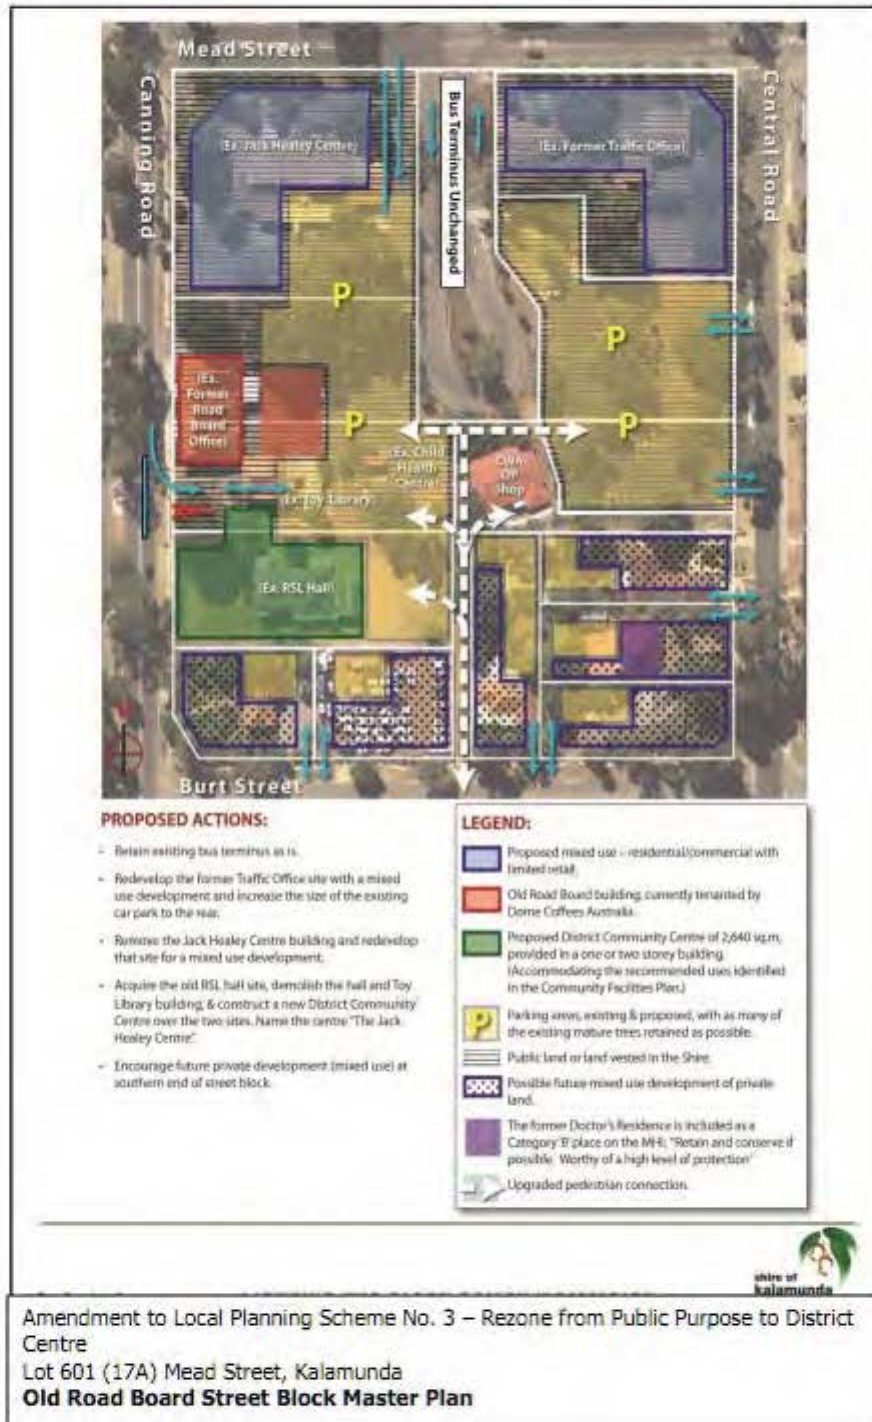 Mead Street
Canning Road
Central Road
Bus Terminus Unchanged
(Ex. Jack Healey Centre)
(Ex. Former Traffic Office)
P
P
P
P
(Ex.
Former
Road
Board
Office)
(Ex. Child
Health
Centre)
Op
Shop
(Ex. Toy Library)
(Ex. RSL Hall)
Burt Street
PROPOSED ACTIONS:
- Retain existing bus terminus as is.
- Redevelop the former Traffic Office site with a mixed
use development and increase the size of the existing
car park to the rear.
- Remove the Jack Healey Centre building and redevelop
that site for a mixed use development.
- Acquire the old RSL hall site, demolish the hall and Toy
Library building, & construct a new District Community
Centre over the two sites. Name the centre "The Jack
Healey Centre".
- Encourage future private development (mixed use) at
southern end of street block.
LEGEND:
Proposed mixed use – residential/commercial with
limited retail.
Old Road Board building, currently tenanted by
Dome Coffees Australia.
Proposed District Community Centre of 2,640 sq.m,
provided in a one or two storey building.
(Accommodating the recommended uses identified
in the Community Facilities Plan.)
P
Parking areas, existing & proposed, with as many of
the existing mature trees retained as possible.
Public land or land vested in the Shire.
Possible future mixed use development of private
land.
The former Doctor's Residence is included as a
Category 'B' place on the MHI; "Retain and conserve if
possible. Worthy of a high level of protection"
Upgraded pedestrian connection.
shire of
kalamunda
Amendment to Local Planning Scheme No. 3 – Rezone from Public Purpose to District
Centre
Lot 601 (17A) Mead Street, Kalamunda
Old Road Board Street Block Master Plan